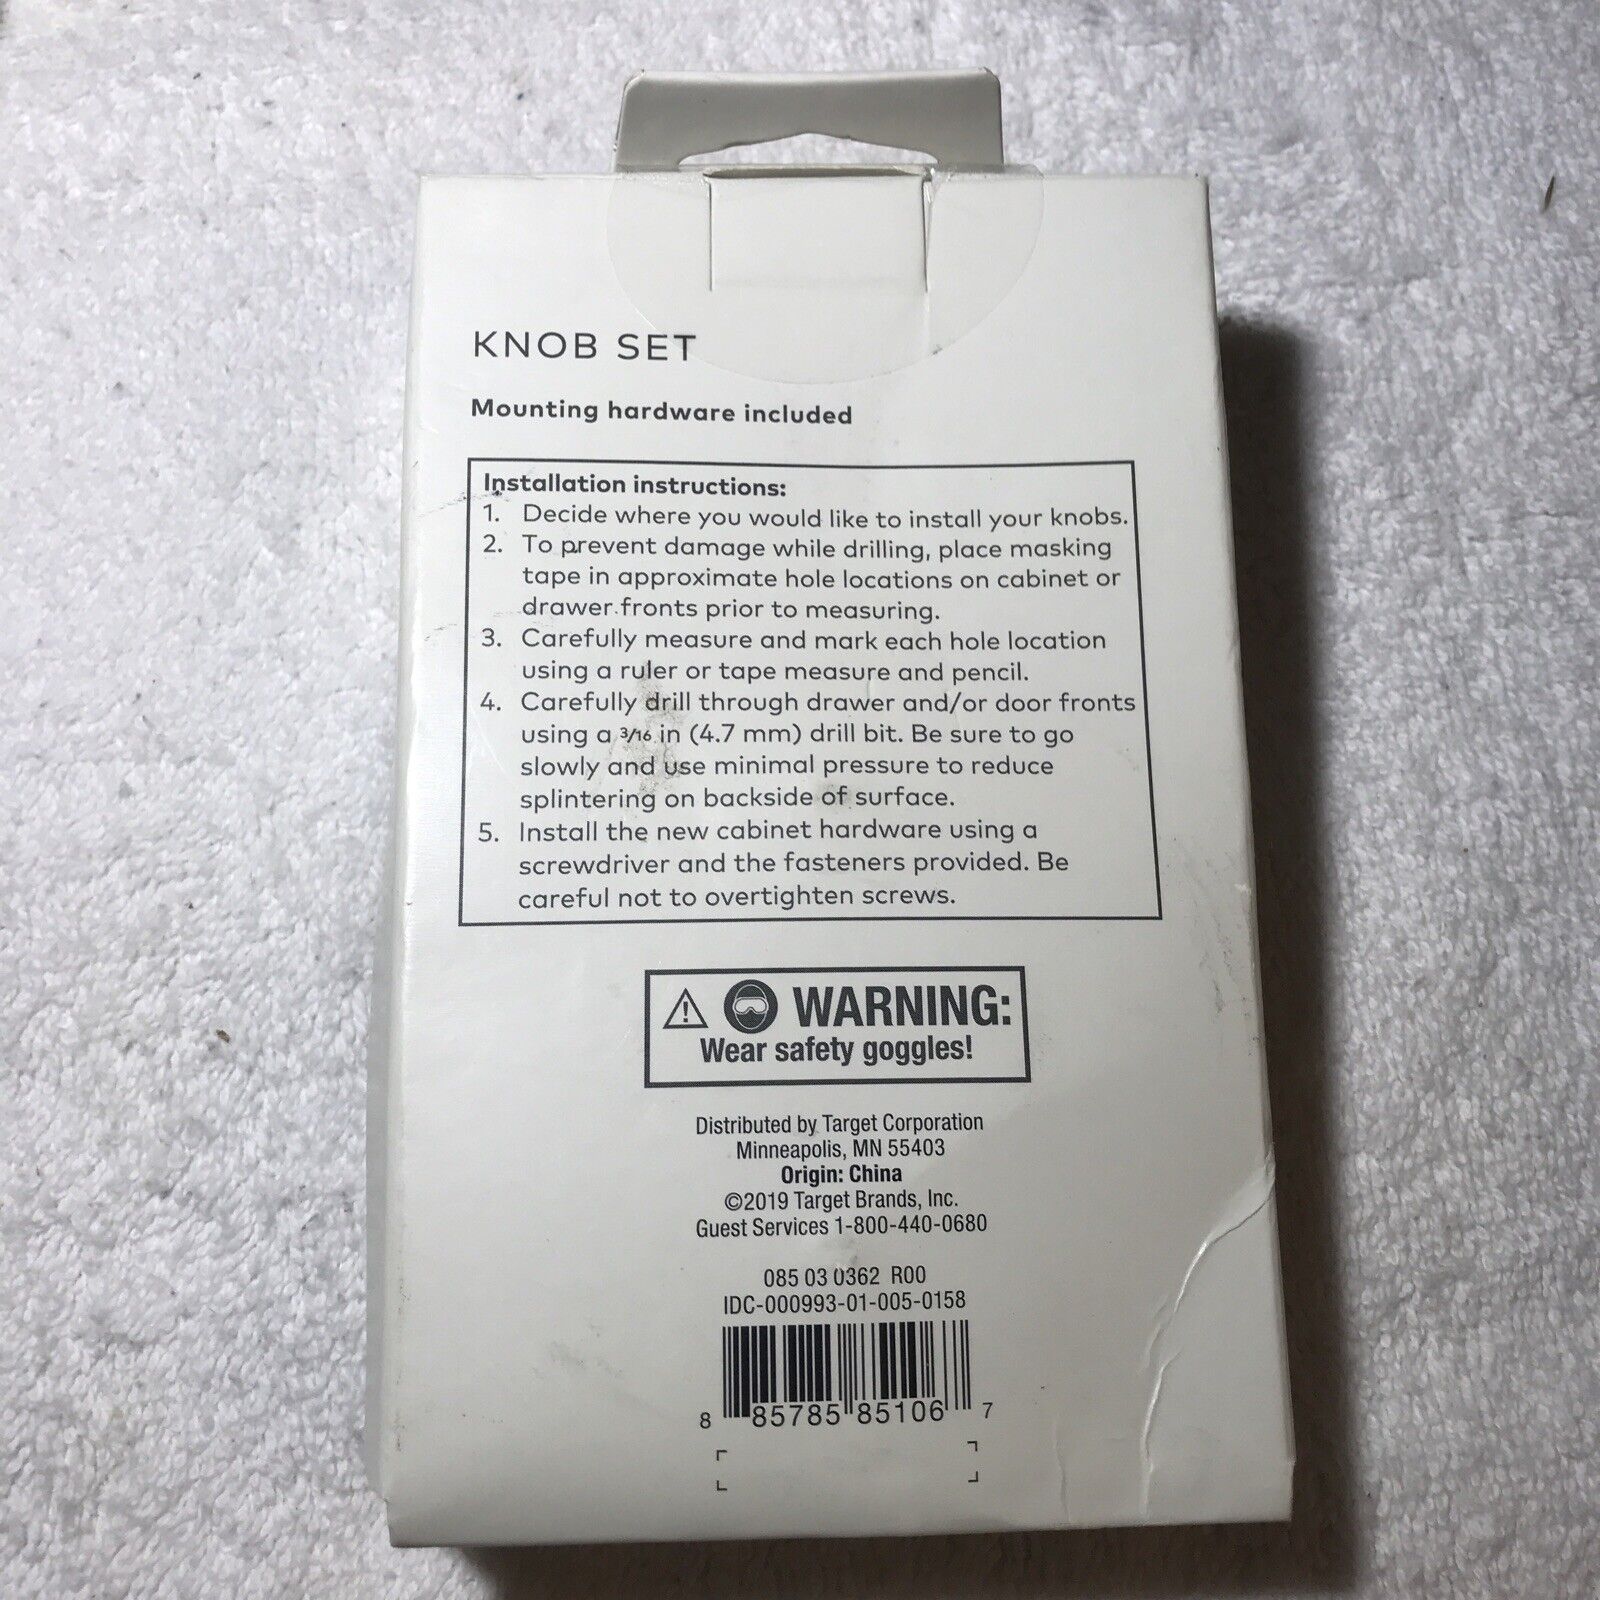 KNOB SET
Mounting hardware included
Installation instructions:
1. Decide where you would like to install your knobs.
2. To prevent damage while drilling, place masking
tape in approximate hole locations on cabinet or
drawer fronts prior to measuring.
3. Carefully measure and mark each hole location
using a ruler or tape measure and pencil.
4. Carefully drill through drawer and/or door fronts
using a 3/16 in (4.7 mm) drill bit. Be sure to go
slowly and use minimal pressure to reduce
splintering on backside of surface.
5. Install the new cabinet hardware using a
screwdriver and the fasteners provided. Be
careful not to overtighten screws.
WARNING:
Wear safety goggles!
Distributed by Target Corporation
Minneapolis, MN 55403
Origin: China
©2019 Target Brands, Inc.
Guest Services 1-800-440-0680
085 03 0362 R00
IDC-000993-01-005-0158
8 85785 85106 7